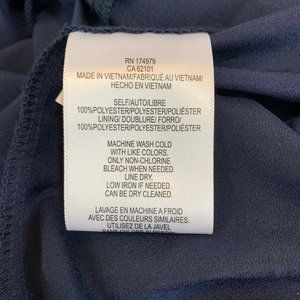 RN 174979
CA 62101
MADE IN VIETNAM/FABRIQUÉ AU VIETNAM/
HECHO EN VIETNAM
SELF/AUTO/LIBRE
100%POLYESTER/POLYESTER/POLIÉSTER
LINING/ DOUBLURE/ FORRO/
100%POLYESTER/POLYESTER/POLIÉSTER
MACHINE WASH COLD
WITH LIKE COLORS.
ONLY NON-CHLORINE
BLEACH WHEN NEEDED.
LINE DRY.
LOW IRON IF NEEDED.
CAN BE DRY CLEANED.
LAVAGE EN MACHINE A FROID
AVEC DES COULEURS SIMILAIRES.
UTILISEZ DE LA JAVEL